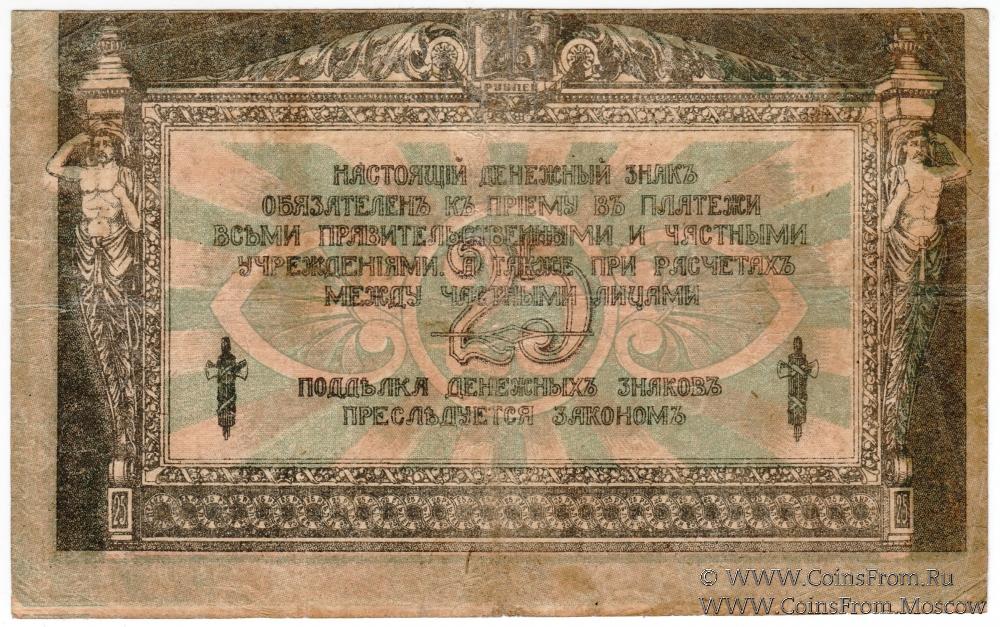 25
РУБЛЕЙ
НАСТОЯЩІЙ ДЕНЕЖНЫЙ ЗНАКЪ
ОБЯЗАТЕЛЕНЪ КЪ ПРІЕМУ ВЪ ПЛАТЕЖИ
ВСѢМИ ПРАВИТЕЛЬСТВЕННЫМИ И ЧАСТНЫМИ
УЧРЕЖДЕНІЯМИ. А ТАКЖЕ ПРИ РАСЧЕТАХЪ
МЕЖДУ ЧАСТНЫМИ ЛИЦАМИ
25
ПОДДѢЛКА ДЕНЕЖНЫХЪ ЗНАКОВЪ
ПРЕСЛѢДУЕТСЯ ЗАКОНОМЪ
25 25
© WWW.CoinsFrom.Ru
WWW.CoinsFrom.Moscow